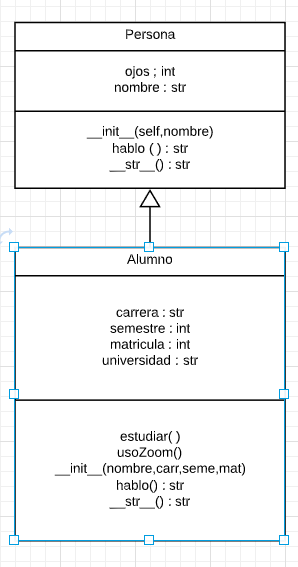 Persona
ojos ; int
nombre : str
__init__(self,nombre)
hablo ( ) : str
__str__() : str
Alumno
carrera : str
semestre : int
matricula : int
universidad : str
estudiar( )
usoZoom()
__init__(nombre,carr,seme,mat)
hablo() : str
__str__() : str